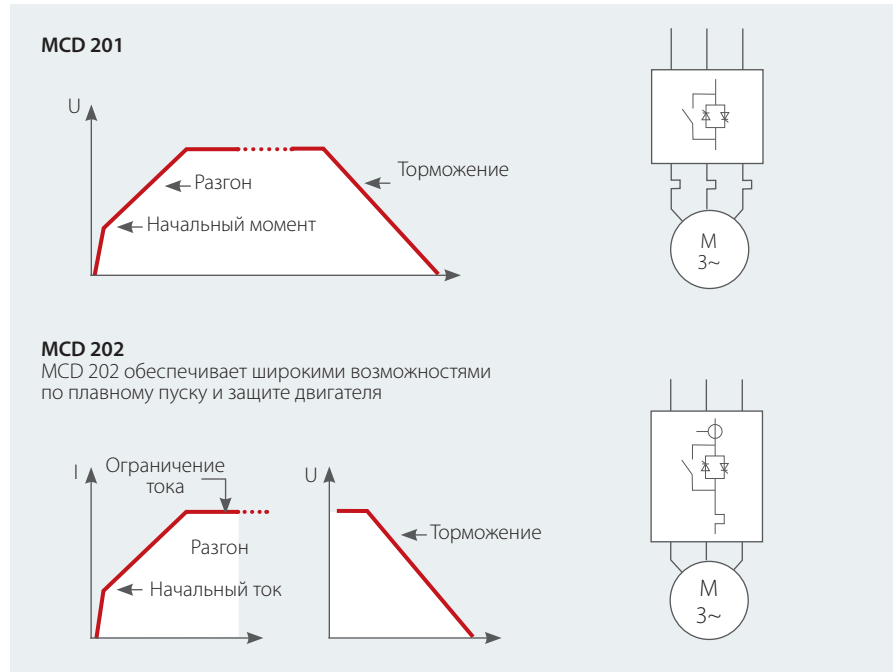 MCD 201
U
Разгон
Торможение
Начальный момент
M
3~
MCD 202
MCD 202 обеспечивает широкими возможностями
по плавному пуску и защите двигателя
I
Ограничение
тока
U
Разгон
Торможение
Начальный ток
M
3~